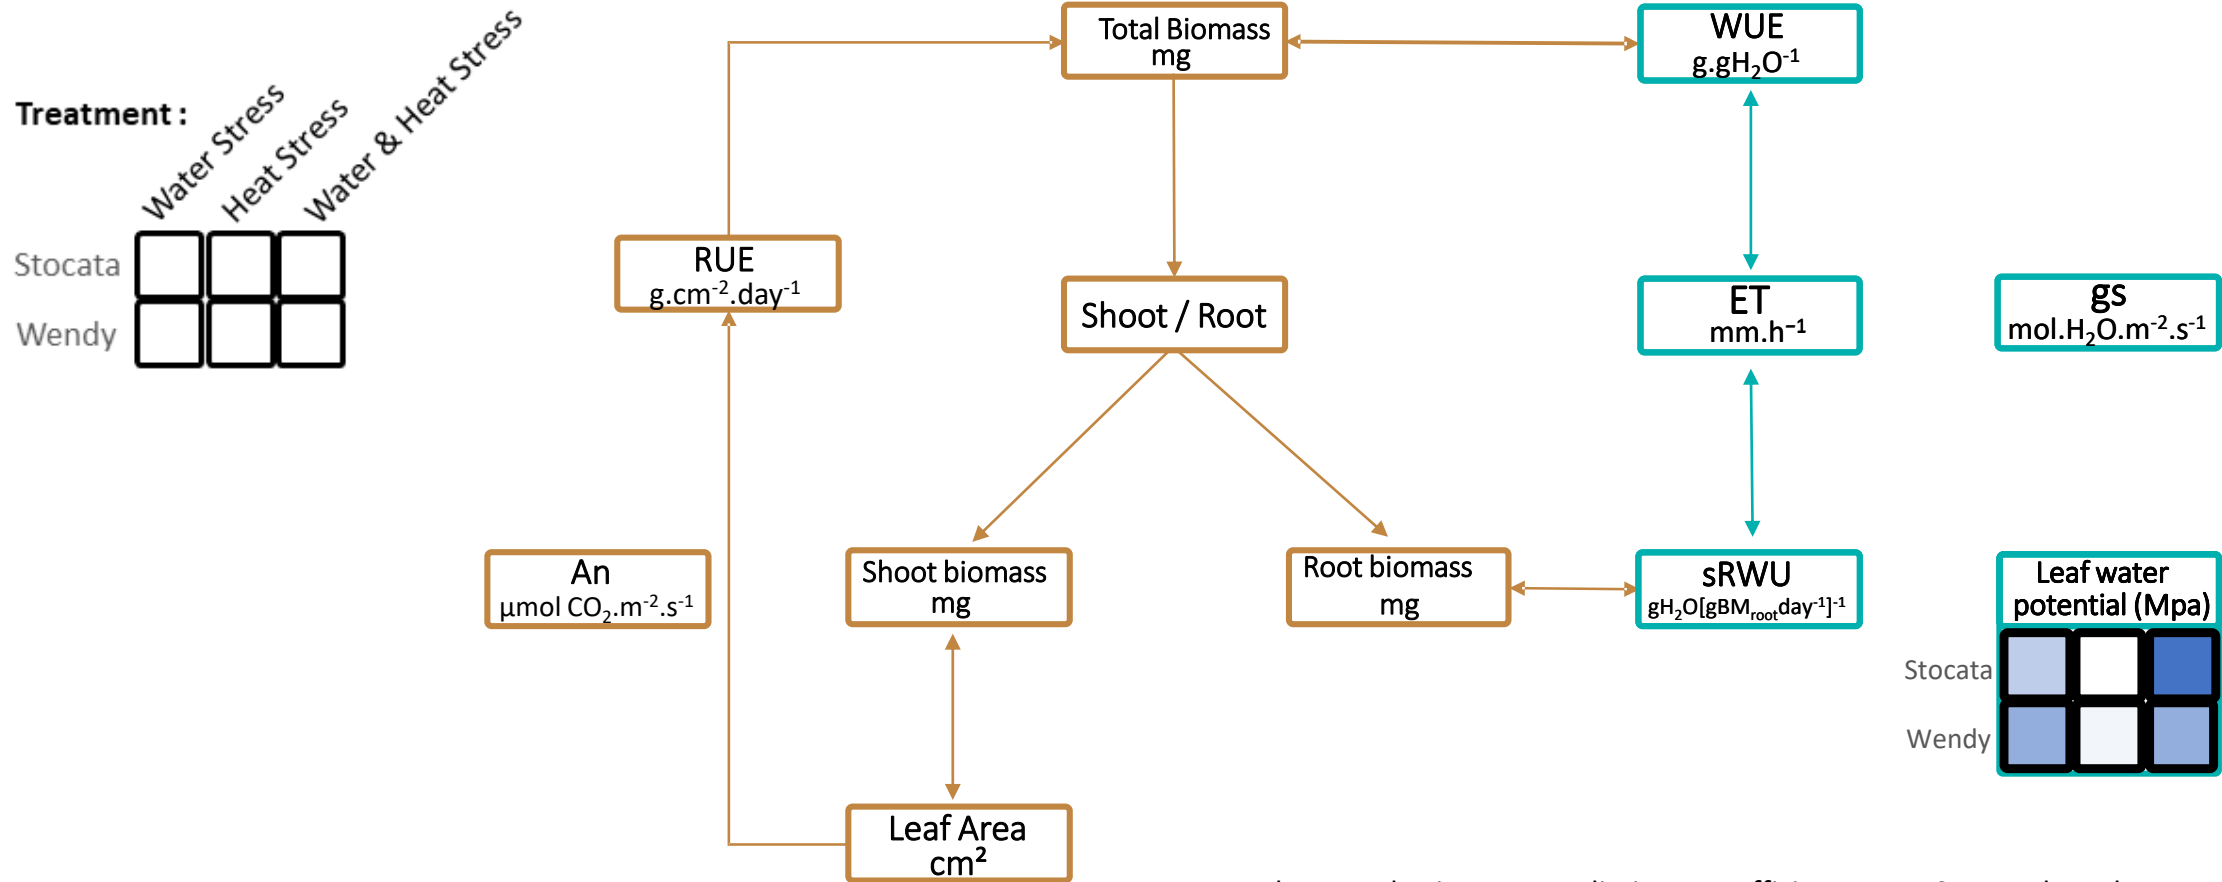 Treatment :
Water Stress
Heat Stress
Water & Heat Stress
Stocata
Wendy
Total Biomass
mg
WUE
g.gH₂O⁻¹
RUE
g.cm⁻².day⁻¹
Shoot / Root
ET
mm.h⁻¹
gs
mol.H₂O.m⁻².s⁻¹
An
µmol CO₂.m⁻².s⁻¹
Shoot biomass
mg
Root biomass
mg
sRWU
gH₂O[gBMrootday⁻¹]⁻¹
Leaf water
potential (Mpa)
Stocata
Wendy
Leaf Area
cm²